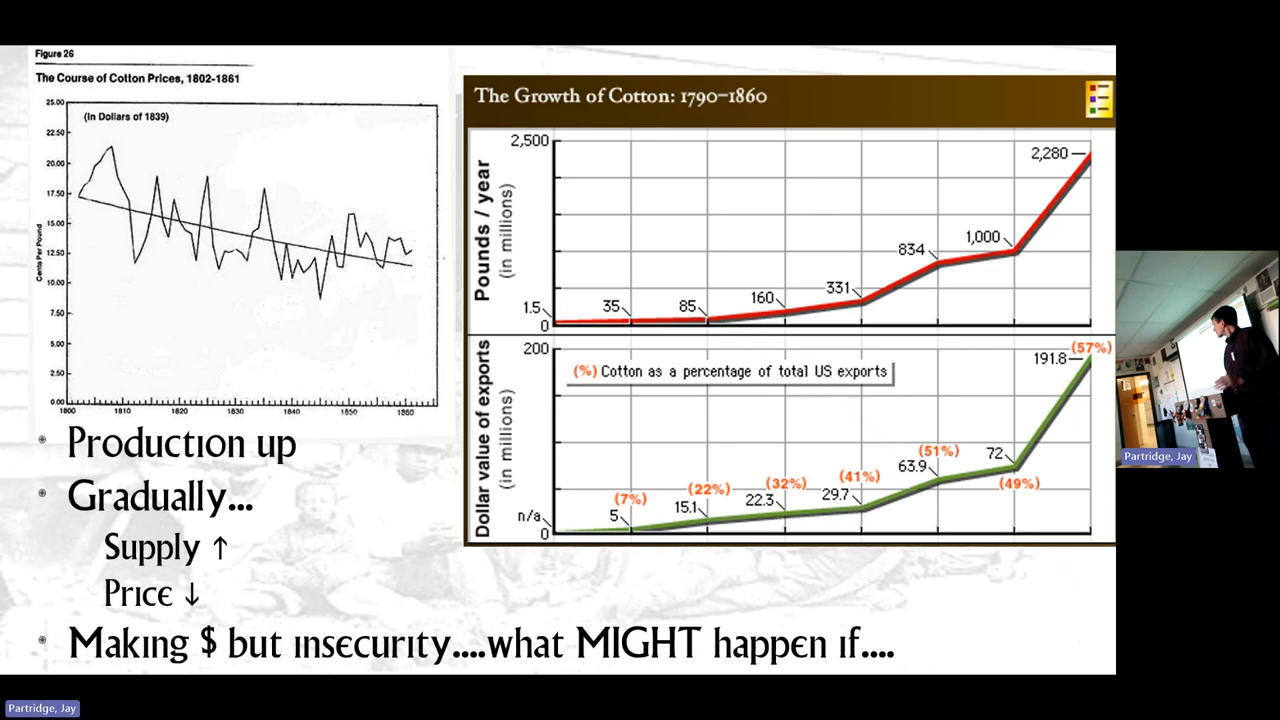 Figure 26
The Course of Cotton Prices, 1802-1861
(In Dollars of 1839)
25.00
22.50
20.00
17.50
15.00
12.50
10.00
7.50
5.00
2.50
0.00
Cents Per Pound
1800 1810 1820 1830 1840 1850 1860
The Growth of Cotton: 1790–1860
Pounds / year
(in millions)
2,500
0
1.5
35
85
160
331
834
1,000
2,280
Dollar value of exports
(in millions)
200
n/a
0
(%) Cotton as a percentage of total US exports
5
(7%)
15.1
(22%)
22.3
(32%)
29.7
(41%)
63.9
(51%)
72
(49%)
191.8
(57%)
• Production up
• Gradually...
Supply ↑
Price ↓
• Making $ but insecurity....what MIGHT happen if....
Partridge, Jay
Partridge, Jay